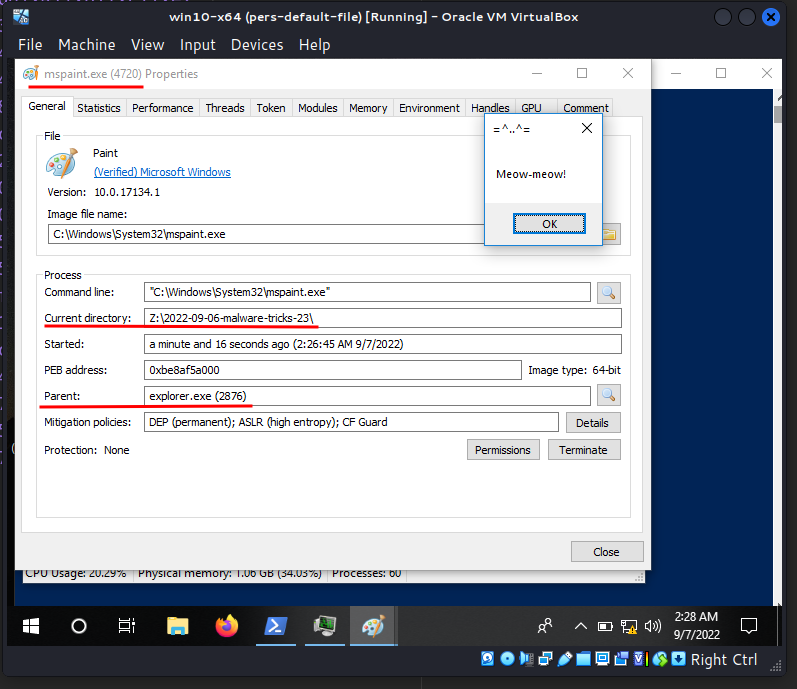 win10-x64 (pers-default-file) [Running] - Oracle VM VirtualBox
File Machine View Input Devices Help
mspaint.exe (4720) Properties
General Statistics Performance Threads Token Modules Memory Environment Handles GPU Comment
File
Paint
(Verified) Microsoft Windows
Version: 10.0.17134.1
Image file name:
C:\Windows\System32\mspaint.exe
=^..^=
Meow-meow!
OK
Process
Command line: "C:\Windows\System32\mspaint.exe"
Current directory: Z:\2022-09-06-malware-tricks-23\
Started: a minute and 16 seconds ago (2:26:45 AM 9/7/2022)
PEB address: 0xbe8af5a000 Image type: 64-bit
Parent: explorer.exe (2876)
Mitigation policies: DEP (permanent); ASLR (high entropy); CF Guard Details
Protection: None Permissions Terminate
Close
CPU Usage: 20.29% Physical memory: 1.06 GB (34.03%) Processes: 60
2:28 AM
9/7/2022
Right Ctrl